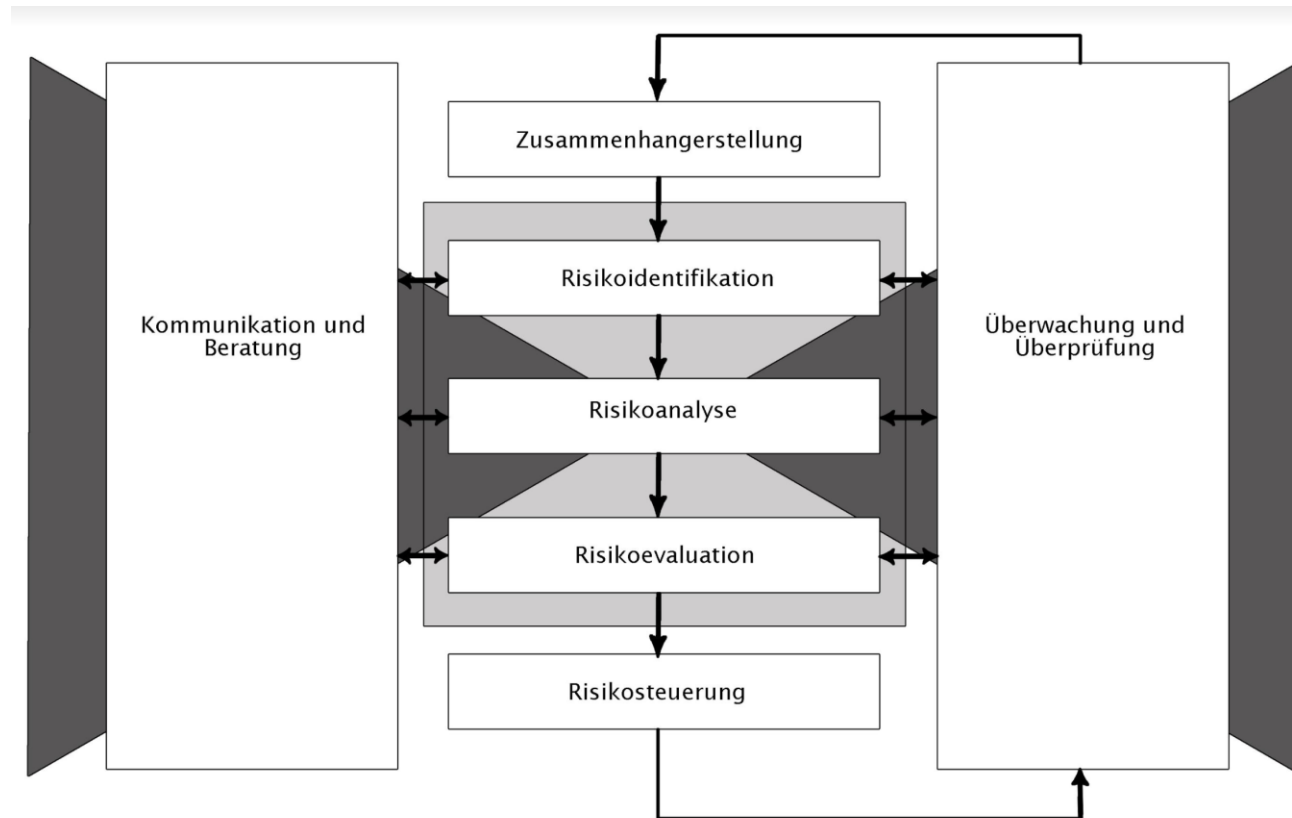 Zusammenhangerstellung
Risikoidentifikation
Kommunikation und
Beratung
Überwachung und
Überprüfung
Risikoanalyse
Risikoevaluation
Risikosteuerung